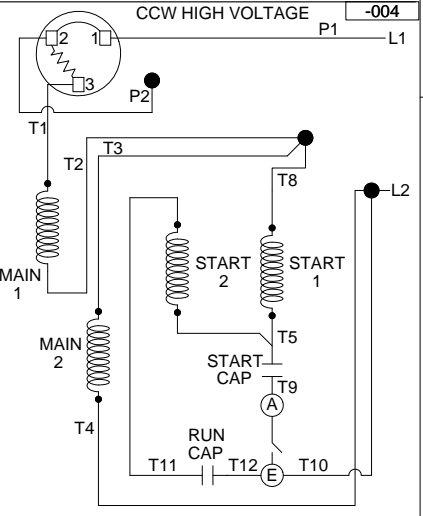 CCW HIGH VOLTAGE
-004
2
1
P1
L1
3
P2
T1
T3
T2
T8
L2
START
2
START
1
MAIN
1
T5
MAIN
2
START
CAP
T9
A
T4
RUN
CAP
T11
T12
E
T10